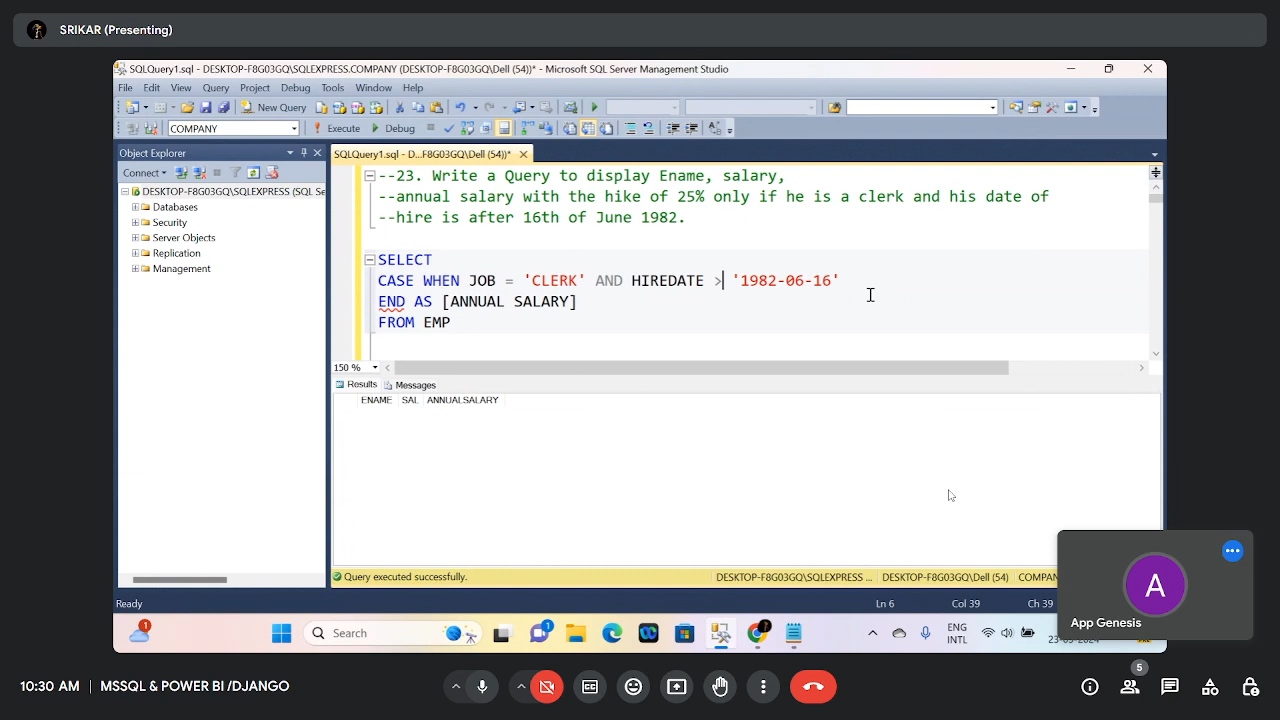 SRIKAR (Presenting)
SQLQuery1.sql - DESKTOP-F8G03GQ\SQLEXPRESS.COMPANY (DESKTOP-F8G03GQ\Dell (54))* - Microsoft SQL Server Management Studio
File Edit View Query Project Debug Tools Window Help
New Query
COMPANY Execute Debug
Object Explorer
SQLQuery1.sql - D...F8G03GQ\Dell (54))*
Connect
DESKTOP-F8G03GQ\SQLEXPRESS (SQL Se
Databases
Security
Server Objects
Replication
Management
--23. Write a Query to display Ename, salary,
--annual salary with the hike of 25% only if he is a clerk and his date of
--hire is after 16th of June 1982.
SELECT
CASE WHEN JOB = 'CLERK' AND HIREDATE > '1982-06-16'
END AS [ANNUAL SALARY]
FROM EMP
150 %
Results Messages
ENAME SAL ANNUALSALARY
Query executed successfully. DESKTOP-F8G03GQ\SQLEXPRESS ... DESKTOP-F8G03GQ\Dell (54) COMPAN
Ready Ln 6 Col 39 Ch 39
A
App Genesis
1
Search
1
ENG
INTL
10:30 AM | MSSQL & POWER BI /DJANGO
5